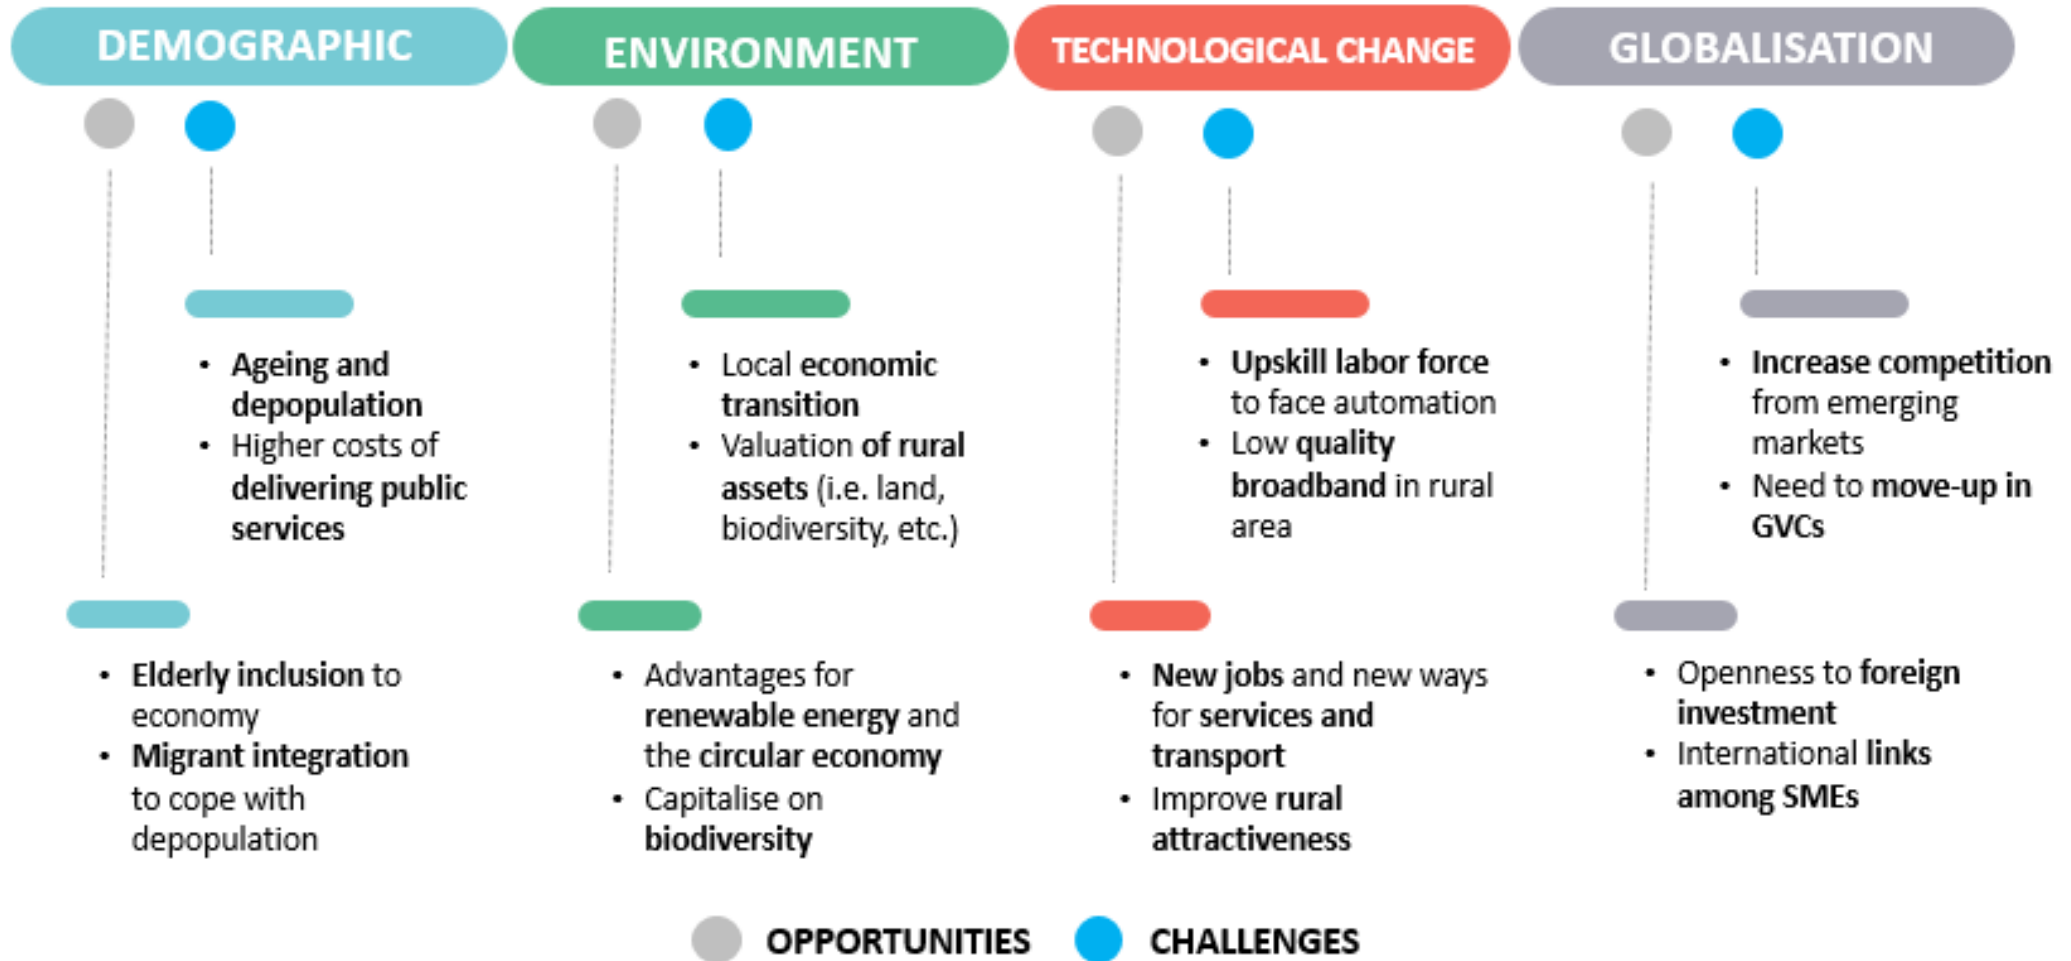 DEMOGRAPHIC
ENVIRONMENT
TECHNOLOGICAL CHANGE
GLOBALISATION
• Ageing and
depopulation
• Higher costs of
delivering public
services
• Local economic
transition
• Valuation of rural
assets (i.e. land,
biodiversity, etc.)
• Upskill labor force
to face automation
• Low quality
broadband in rural
area
• Increase competition
from emerging
markets
• Need to move-up in
GVCs
• Elderly inclusion to
economy
• Migrant integration
to cope with
depopulation
• Advantages for
renewable energy and
the circular economy
• Capitalise on
biodiversity
• New jobs and new ways
for services and
transport
• Improve rural
attractiveness
• Openness to foreign
investment
• International links
among SMEs
OPPORTUNITIES
CHALLENGES